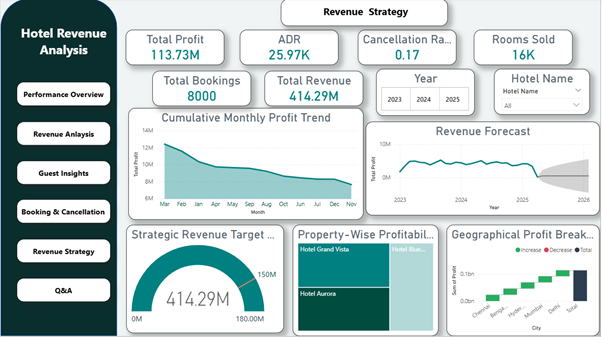 Hotel Revenue
Analysis
Performance Overview
Revenue Anlaysis
Guest Insights
Booking & Cancellation
Revenue Strategy
Q&A
Revenue Strategy
Total Profit
113.73M
ADR
25.97K
Cancellation Ra...
0.17
Rooms Sold
16K
Total Bookings
8000
Total Revenue
414.29M
Year
2023 2024 2025
Hotel Name
Hotel Name
All
Cumulative Monthly Profit Trend
14M
12M
10M
8M
6M
Total Profit
Mar Feb Jan Apr May Sep Aug Oct Jun Jul Dec Nov
Month
Revenue Forecast
10M
0M
Total Profit
2023 2024 2025 2026
Year
Strategic Revenue Target ...
150M
414.29M
0M 180.00M
Property-Wise Profitabil...
Hotel Grand Vista
Hotel Blue...
Hotel Aurora
Geographical Profit Break...
Increase Decrease Total
0.1bn
0.0bn
Sum of Profit
Chennai Benga... Hyder... Mumbai Delhi Total
City